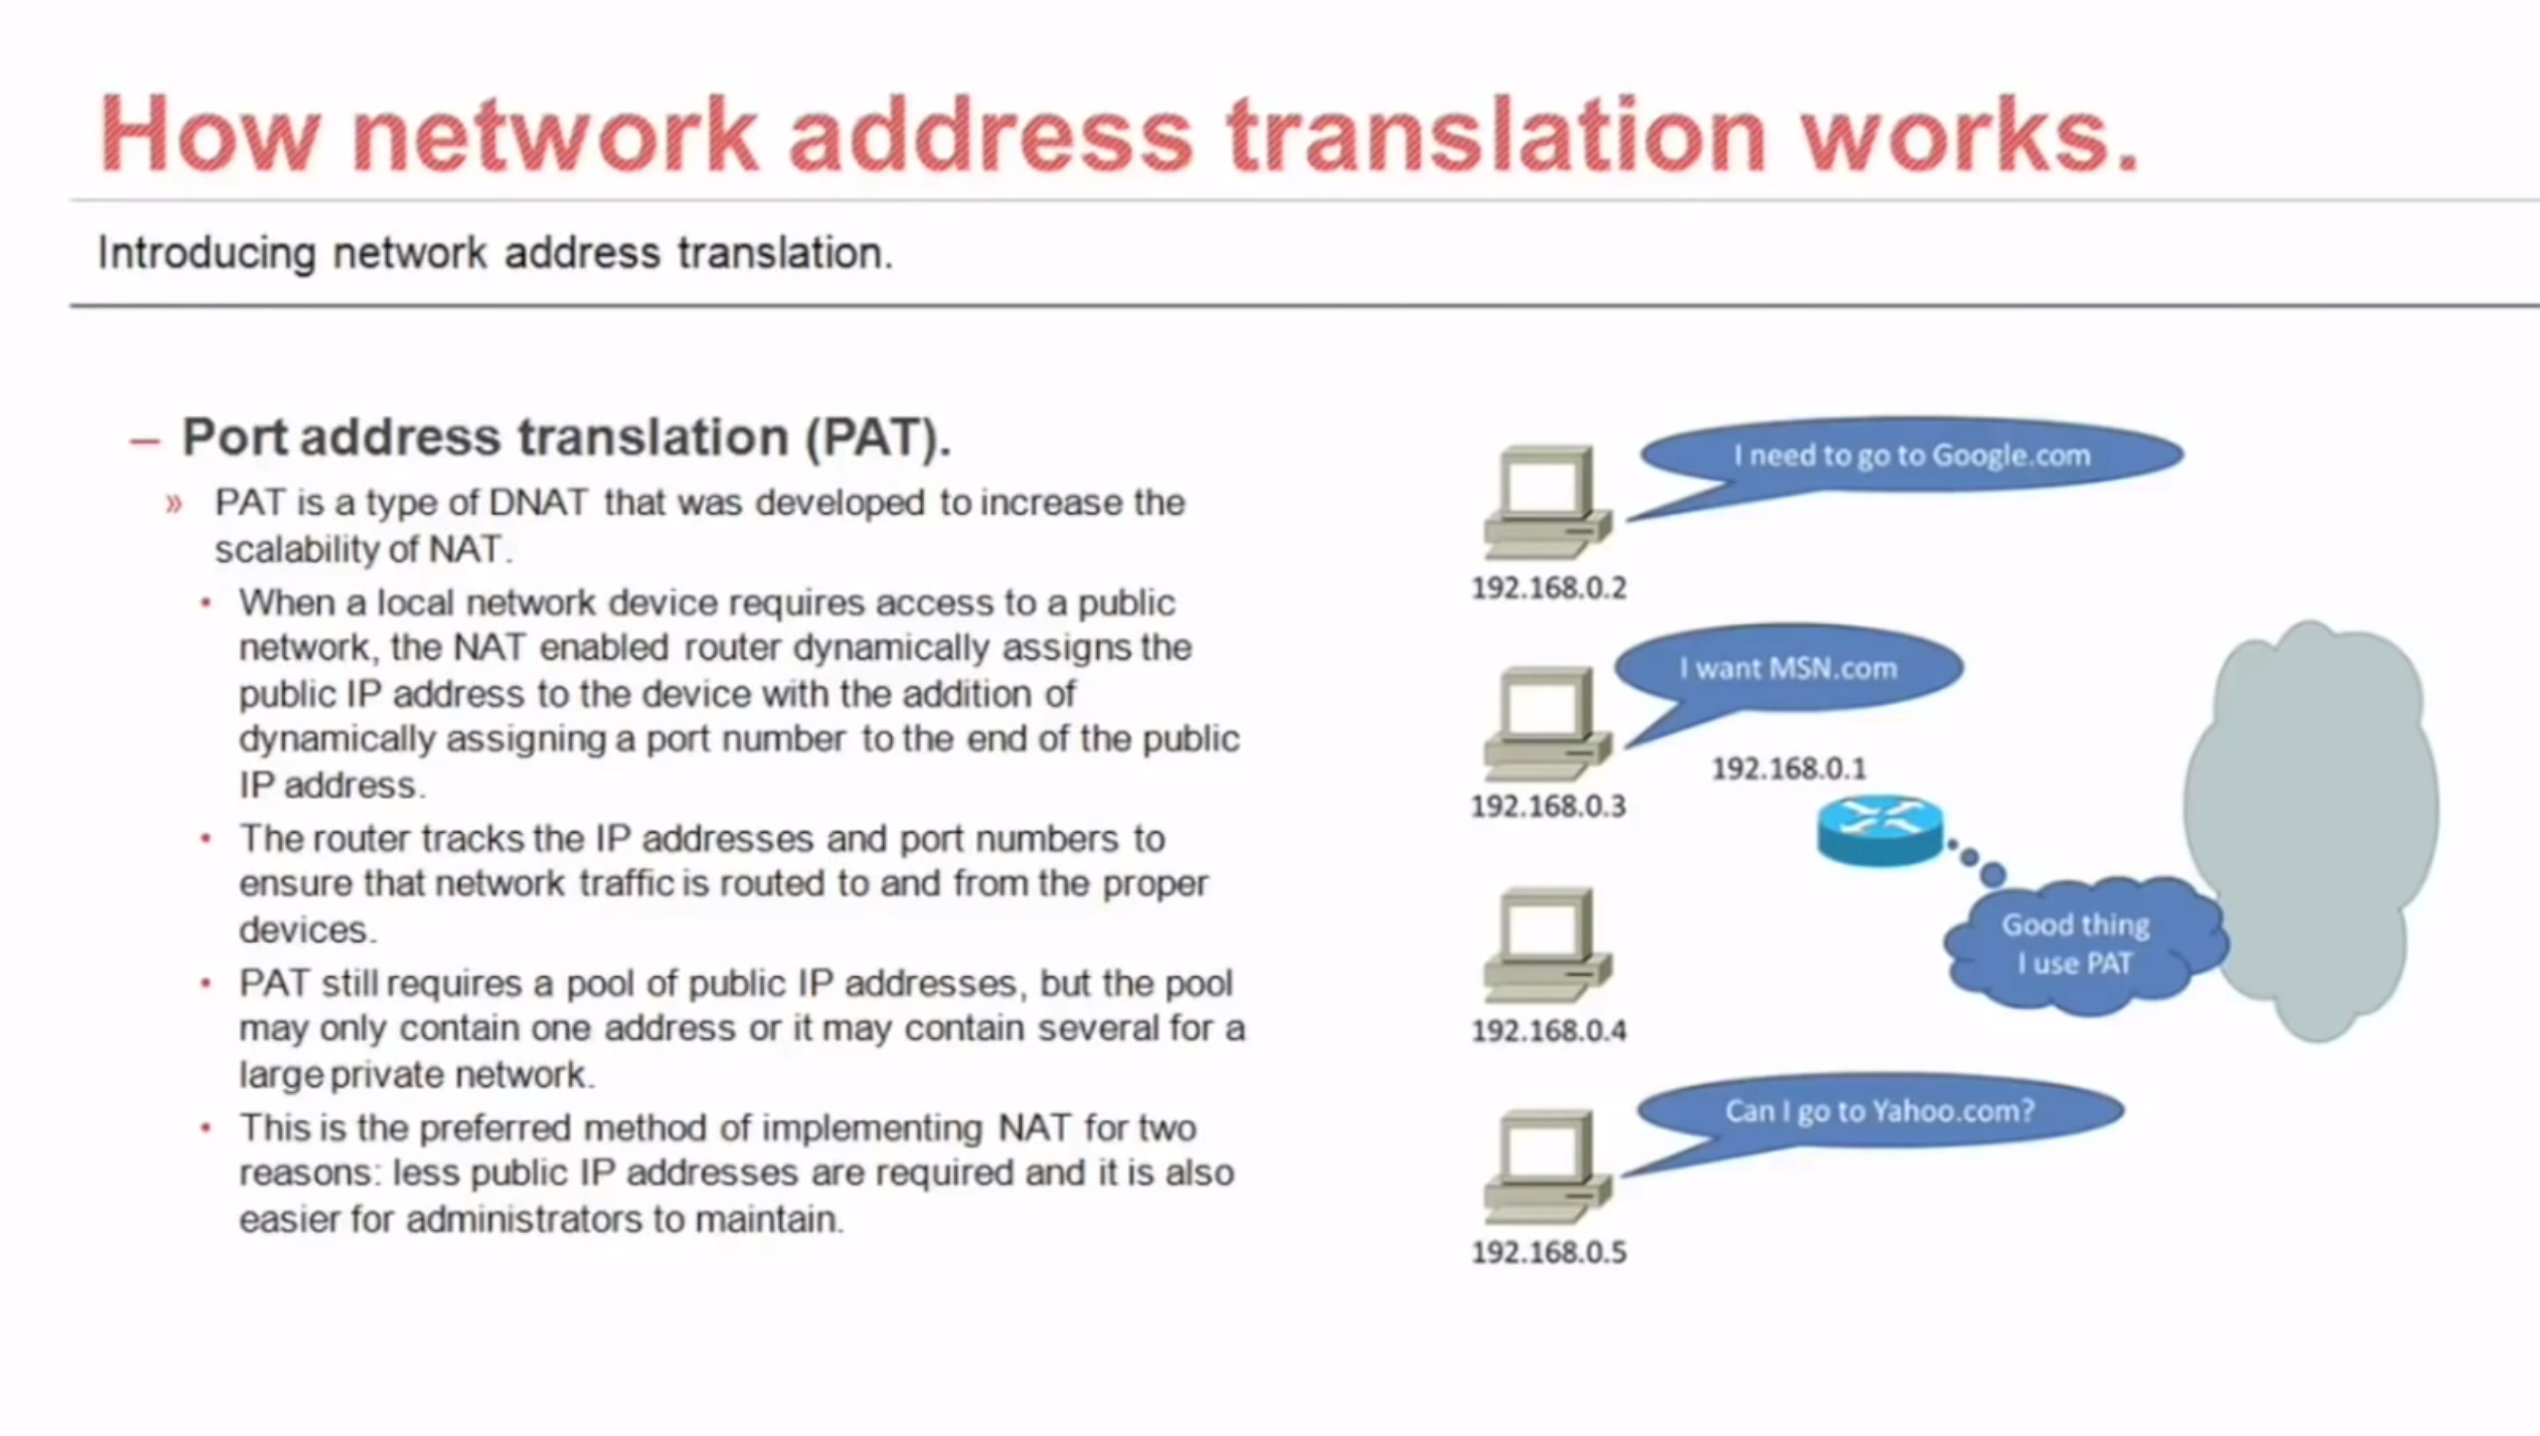 How network address translation works.
Introducing network address translation.
– Port address translation (PAT).
» PAT is a type of DNAT that was developed to increase the
scalability of NAT.
• When a local network device requires access to a public
network, the NAT enabled router dynamically assigns the
public IP address to the device with the addition of
dynamically assigning a port number to the end of the public
IP address.
• The router tracks the IP addresses and port numbers to
ensure that network traffic is routed to and from the proper
devices.
• PAT still requires a pool of public IP addresses, but the pool
may only contain one address or it may contain several for a
large private network.
• This is the preferred method of implementing NAT for two
reasons: less public IP addresses are required and it is also
easier for administrators to maintain.
I need to go to Google.com
192.168.0.2
I want MSN.com
192.168.0.1
192.168.0.3
Good thing
I use PAT
192.168.0.4
Can I go to Yahoo.com?
192.168.0.5